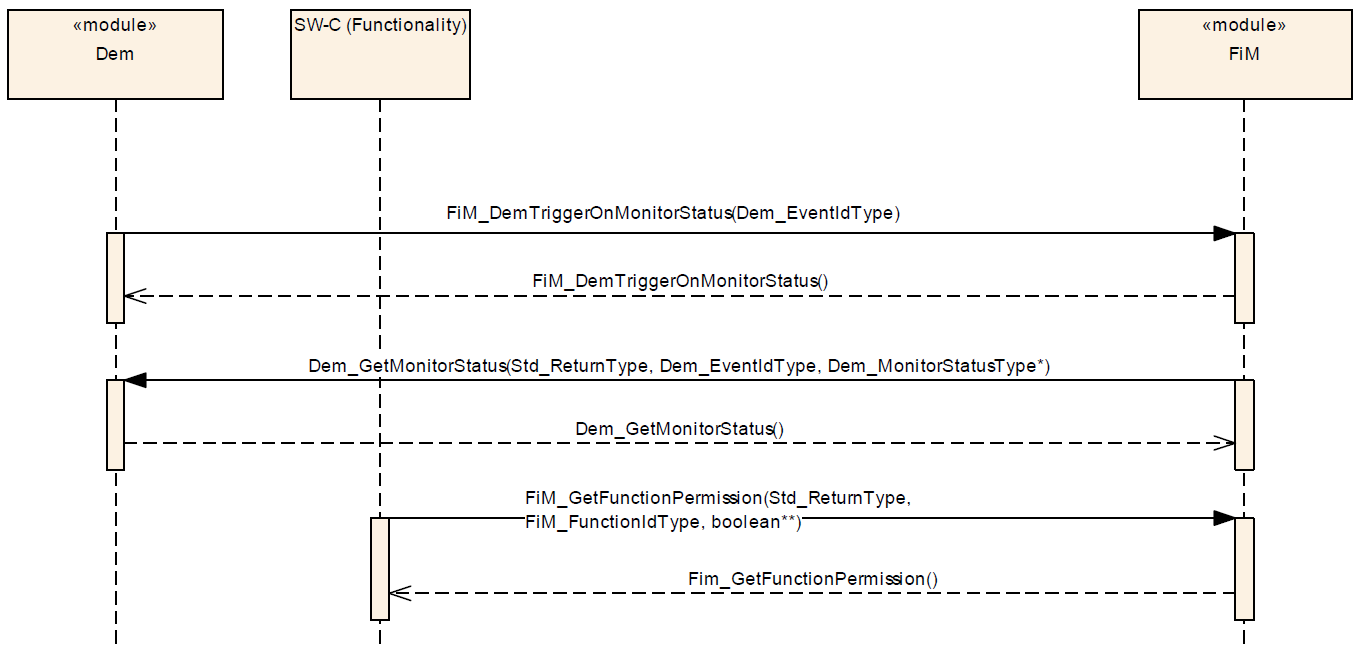 «module»
Dem
SW-C (Functionality)
«module»
FiM
FiM_DemTriggerOnMonitorStatus(Dem_EventIdType)
FiM_DemTriggerOnMonitorStatus()
Dem_GetMonitorStatus(Std_ReturnType, Dem_EventIdType, Dem_MonitorStatusType*)
Dem_GetMonitorStatus()
FiM_GetFunctionPermission(Std_ReturnType,
FiM_FunctionIdType, boolean**)
Fim_GetFunctionPermission()